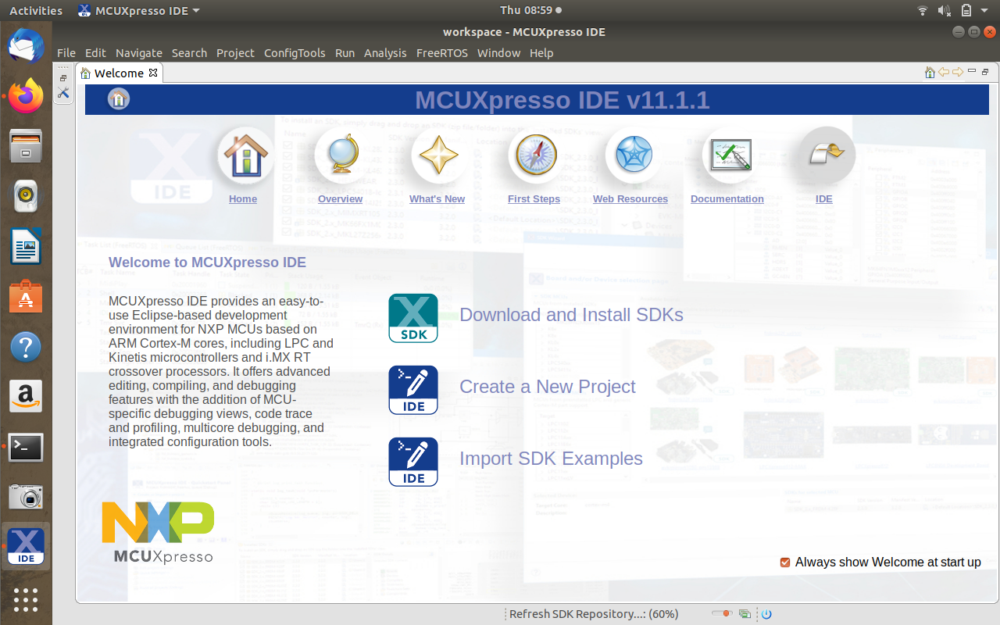 Activities
MCUXpresso IDE
Thu 08:59
workspace - MCUXpresso IDE
File Edit Navigate Search Project ConfigTools Run Analysis FreeRTOS Window Help
Welcome
MCUXpresso IDE v11.1.1
X
IDE
Home Overview What's New First Steps Web Resources Documentation IDE
Welcome to MCUXpresso IDE
MCUXpresso IDE provides an easy-to-
use Eclipse-based development
environment for NXP MCUs based on
ARM Cortex-M cores, including LPC and
Kinetis microcontrollers and i.MX RT
crossover processors. It offers advanced
editing, compiling, and debugging
features with the addition of MCU-
specific debugging views, code trace
and profiling, multicore debugging, and
integrated configuration tools.
X
SDK
Download and Install SDKs
IDE
Create a New Project
IDE
Import SDK Examples
NXP
MCUXpresso
X
IDE
Always show Welcome at start up
Refresh SDK Repository...: (60%)